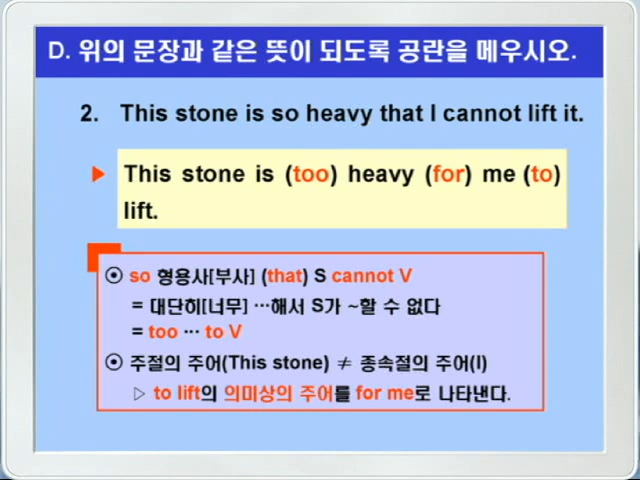 D. 위의 문장과 같은 뜻이 되도록 공란을 메우시오.
2. This stone is so heavy that I cannot lift it.
▶ This stone is (too) heavy (for) me (to)
lift.
⊙ so 형용사[부사] (that) S cannot V
= 대단히[너무] …해서 S가 ~할 수 없다
= too … to V
⊙ 주절의 주어(This stone) ≠ 종속절의 주어(I)
▷ to lift의 의미상의 주어를 for me로 나타낸다.